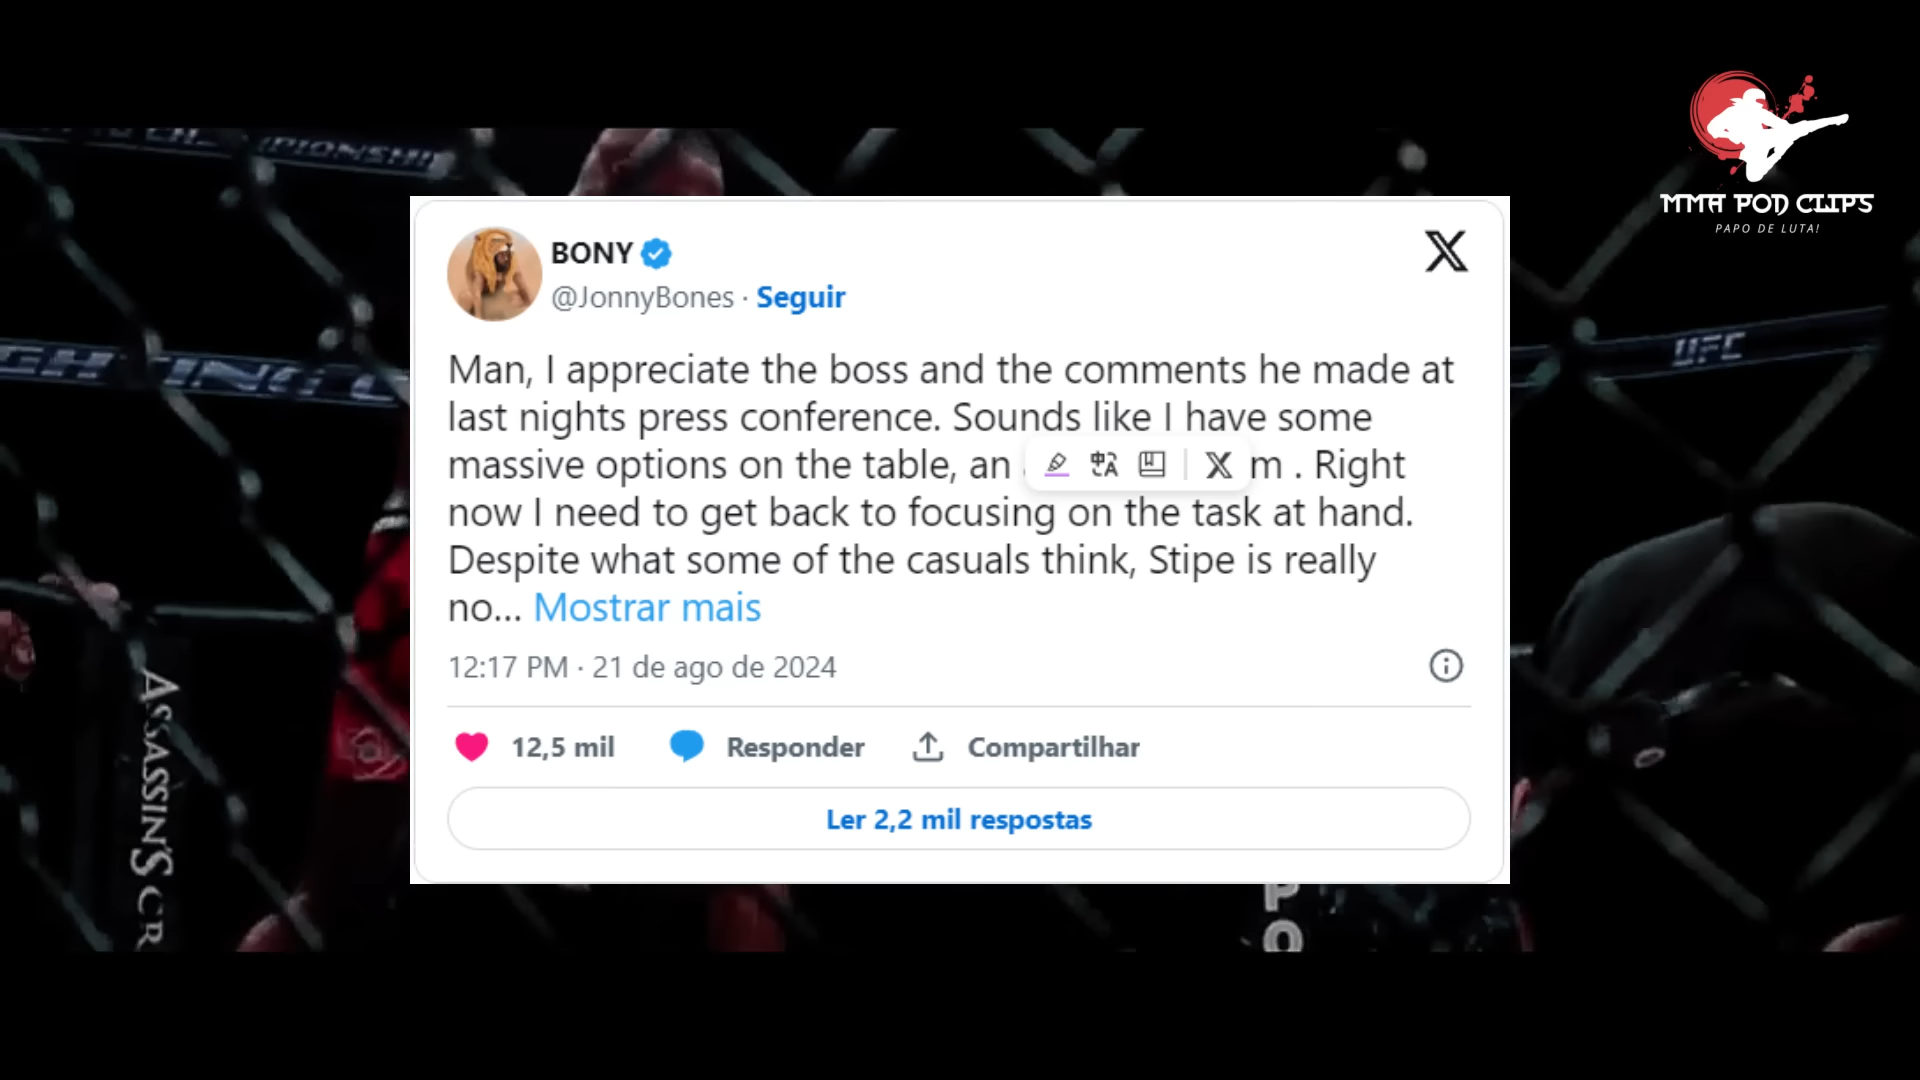 MMA POD CLIPS
PAPO DE LUTA!
UFC
BONY
@JonnyBones · Seguir
Man, I appreciate the boss and the comments he made at
last nights press conference. Sounds like I have some
massive options on the table, an m . Right
now I need to get back to focusing on the task at hand.
Despite what some of the casuals think, Stipe is really
no... Mostrar mais
12:17 PM · 21 de ago de 2024
12,5 mil Responder Compartilhar
Ler 2,2 mil respostas
ASSASSIN'S CR
PO